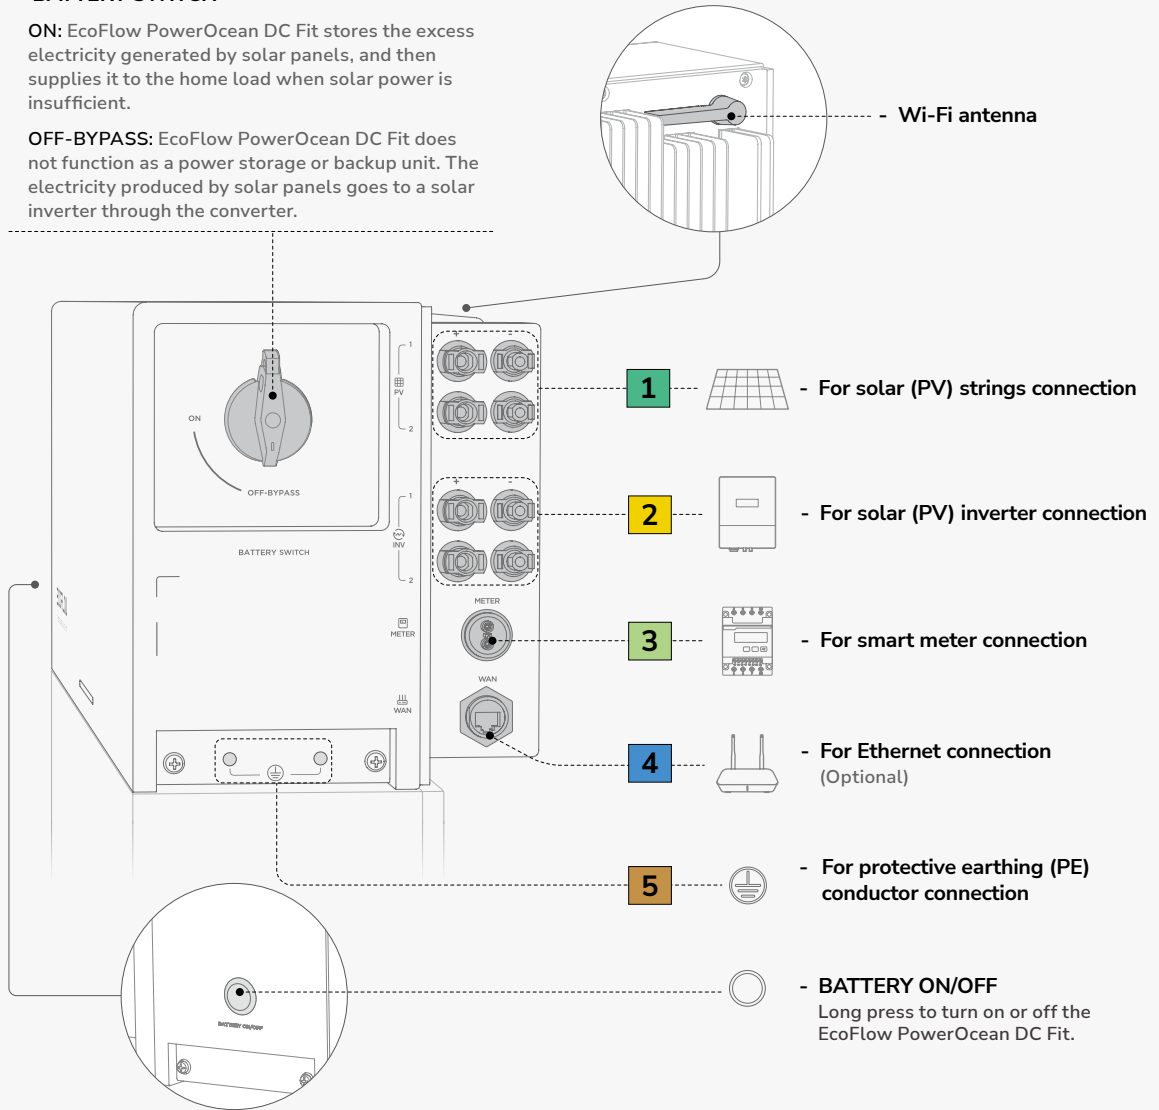 BATTERY SWITCH
ON: EcoFlow PowerOcean DC Fit stores the excess
electricity generated by solar panels, and then
supplies it to the home load when solar power is
insufficient.
OFF-BYPASS: EcoFlow PowerOcean DC Fit does
not function as a power storage or backup unit. The
electricity produced by solar panels goes to a solar
inverter through the converter.
- Wi-Fi antenna
+ -
1
PV
2
ON
OFF-BYPASS
BATTERY SWITCH
+ -
1
INV
2
METER
METER
WAN
WAN
1 - For solar (PV) strings connection
2 - For solar (PV) inverter connection
3 - For smart meter connection
4 - For Ethernet connection
(Optional)
5 - For protective earthing (PE)
conductor connection
BATTERY ON/OFF
- BATTERY ON/OFF
Long press to turn on or off the
EcoFlow PowerOcean DC Fit.